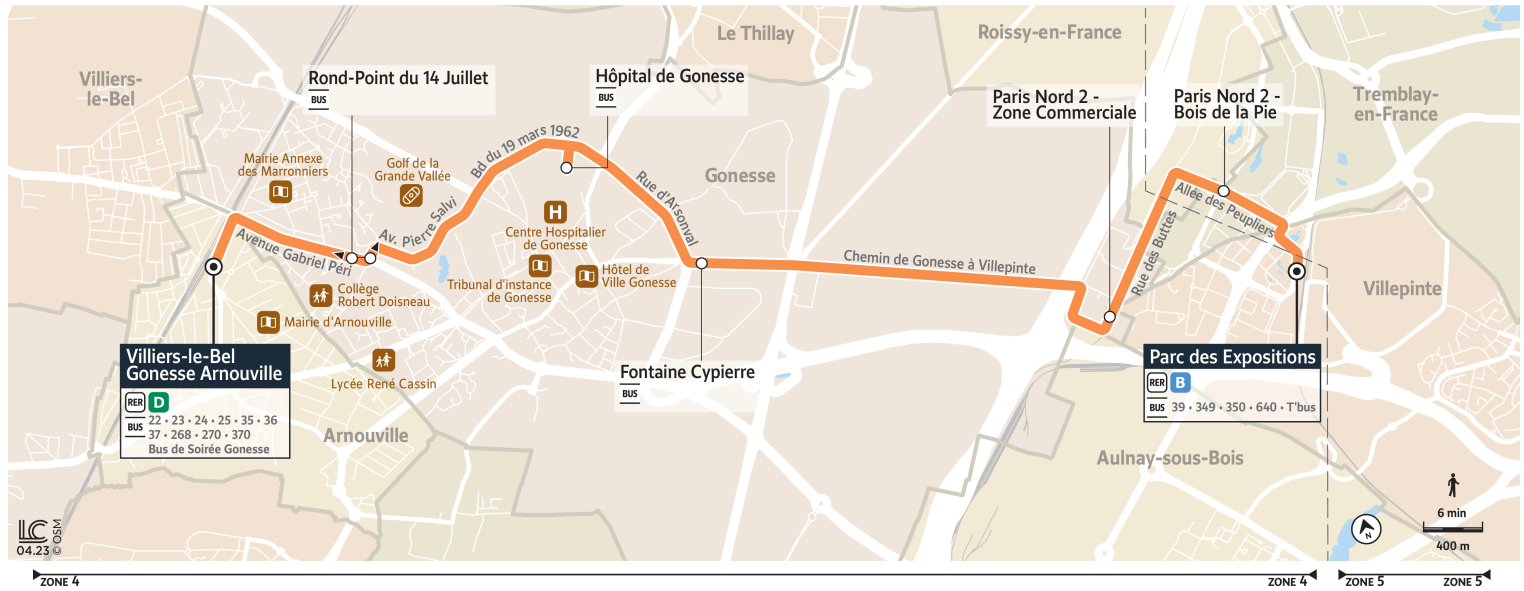 Villiers-
le-Bel
Le Thillay
Roissy-en-France
Tremblay-
en-France
Rond-Point du 14 Juillet
BUS
Hôpital de Gonesse
BUS
Paris Nord 2 -
Zone Commerciale
Paris Nord 2 -
Bois de la Pie
Mairie Annexe
des Marronniers
Golf de la
Grande Vallée
Bd du 19 mars 1962
Rue d'Arsonval
Gonesse
Avenue Gabriel Péri
Av. Pierre Salvi
H
Centre Hospitalier
de Gonesse
Tribunal d'instance
de Gonesse
Hôtel de
Ville Gonesse
Chemin de Gonesse à Villepinte
Rue des Buttes
Allée des Peupliers
Villepinte
Collège
Robert Doisneau
Mairie d'Arnouville
Lycée René Cassin
Villiers-le-Bel
Gonesse Arnouville
RER D
BUS
22 • 23 • 24 • 25 • 35 • 36
37 • 268 • 270 • 370
Bus de Soirée Gonesse
Fontaine Cypierre
BUS
Parc des Expositions
RER B
BUS 39 • 349 • 350 • 640 • T'bus
Arnouville
Aulnay-sous-Bois
LC
04.23 © OSM
N
6 min
400 m
ZONE 4
ZONE 4
ZONE 5
ZONE 5